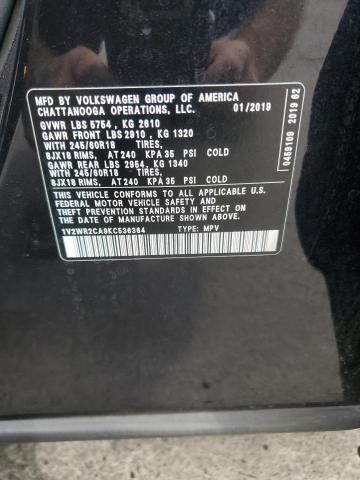 MFD BY VOLKSWAGEN GROUP OF AMERICA
CHATTANOOGA OPERATIONS, LLC. 01/2019
GVWR LBS 5754 , KG 2610
GAWR FRONT LBS 2910 , KG 1320
WITH 245/60R18 TIRES,
8JX18 RIMS, AT 240 KPA 35 PSI COLD
GAWR REAR LBS 2954, KG 1340
WITH 245/60R18 TIRES,
8JX18 RIMS, AT 240 KPA 35 PSI COLD
THIS VEHICLE CONFORMS TO ALL APPLICABLE U.S.
FEDERAL MOTOR VEHICLE SAFETY AND
THEFT PREVENTION STANDARDS IN EFFECT ON THE
DATE OF MANUFACTURE SHOWN ABOVE.
1V2WR2CA9KC536364 TYPE: MPV
0459109 2019 62